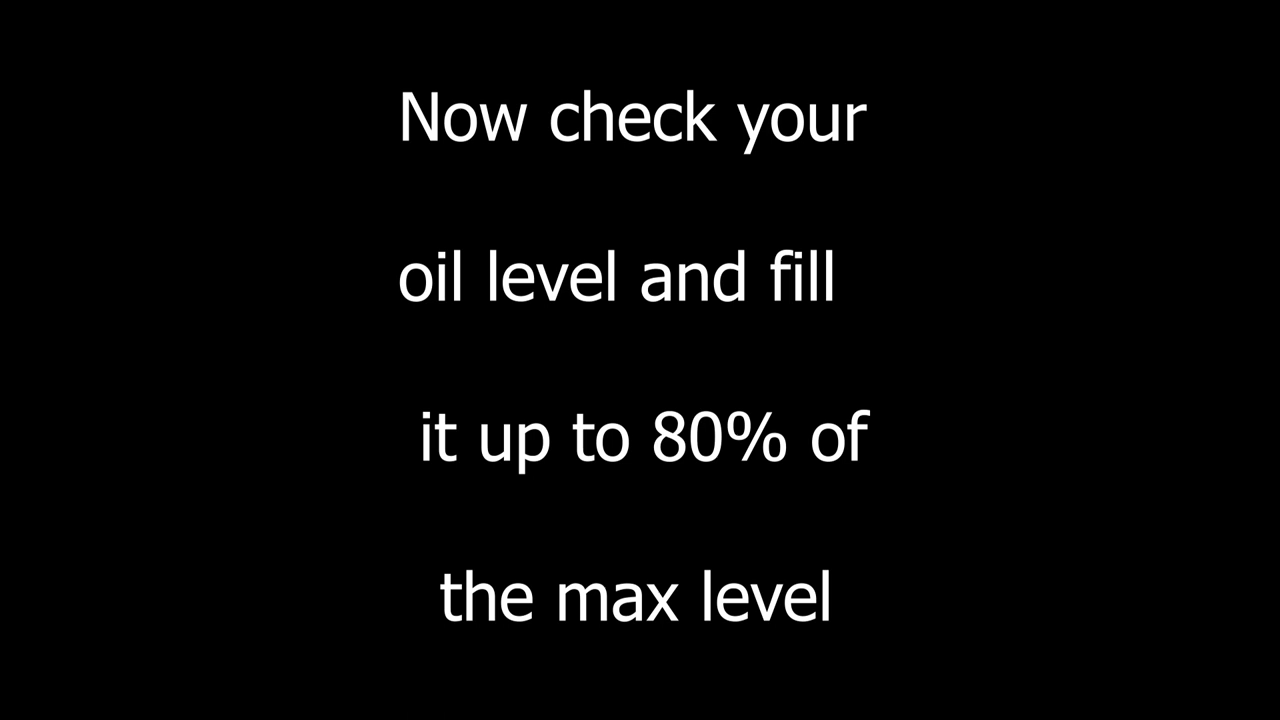 Now check your
oil level and fill
it up to 80% of
the max level